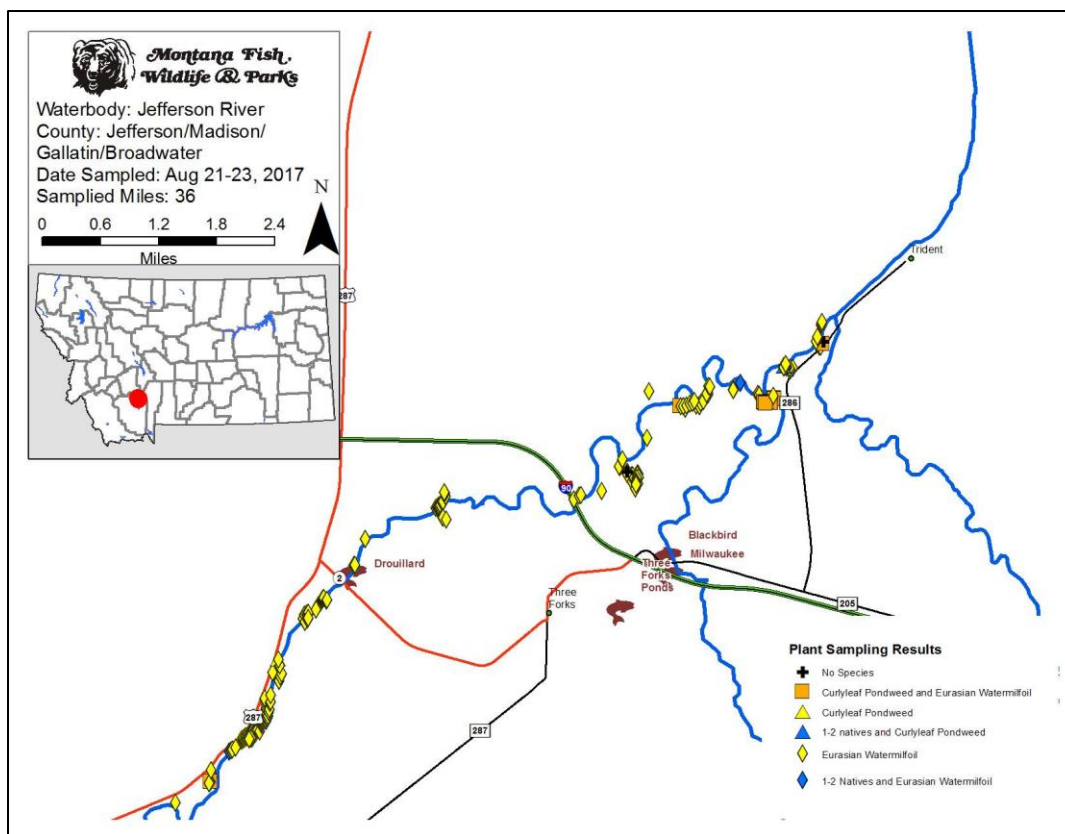 Montana Fish,
Wildlife & Parks
Waterbody: Jefferson River
County: Jefferson/Madison/
Gallatin/Broadwater
Date Sampled: Aug 21-23, 2017
Samplied Miles: 36
N
0 0.6 1.2 1.8 2.4
Miles
287
Trident
286
90
Blackbird
Milwaukee
Drouillard
2
Three
Forks
Ponds
Three
Forks
205
287
287
Plant Sampling Results
No Species
Curlyleaf Pondweed and Eurasian Watermilfoil
Curlyleaf Pondweed
1-2 natives and Curlyleaf Pondweed
Eurasian Watermilfoil
1-2 Natives and Eurasian Watermilfoil